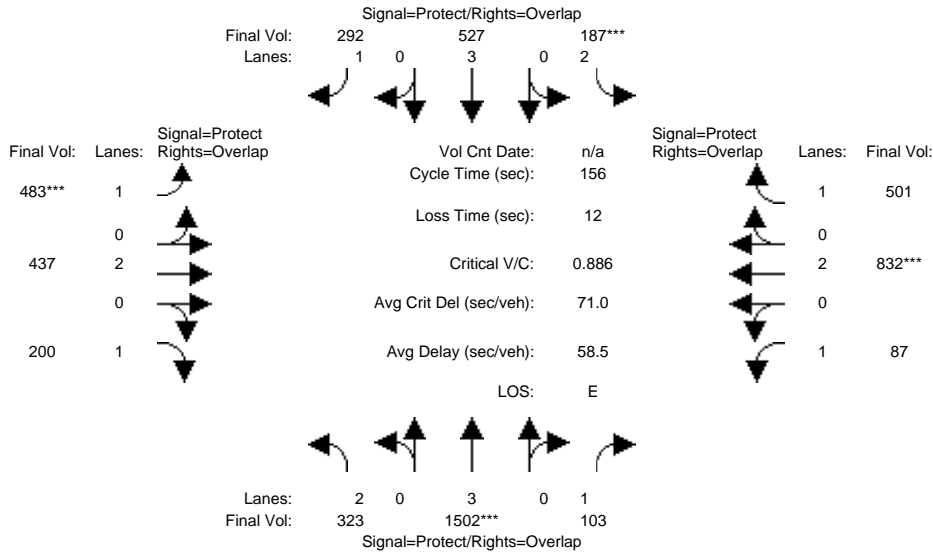 Signal=Protect/Rights=Overlap
Final Vol: 292 527 187***
Lanes: 1 0 3 0 2
Signal=Protect Signal=Protect
Final Vol: Lanes: Rights=Overlap Vol Cnt Date: n/a Rights=Overlap Lanes: Final Vol:
Cycle Time (sec): 156
483*** 1 1 501
Loss Time (sec): 12
0 0
437 2 Critical V/C: 0.886 2 832***
0 Avg Crit Del (sec/veh): 71.0 0
200 1 Avg Delay (sec/veh): 58.5 1 87
LOS: E
Lanes: 2 0 3 0 1
Final Vol: 323 1502*** 103
Signal=Protect/Rights=Overlap